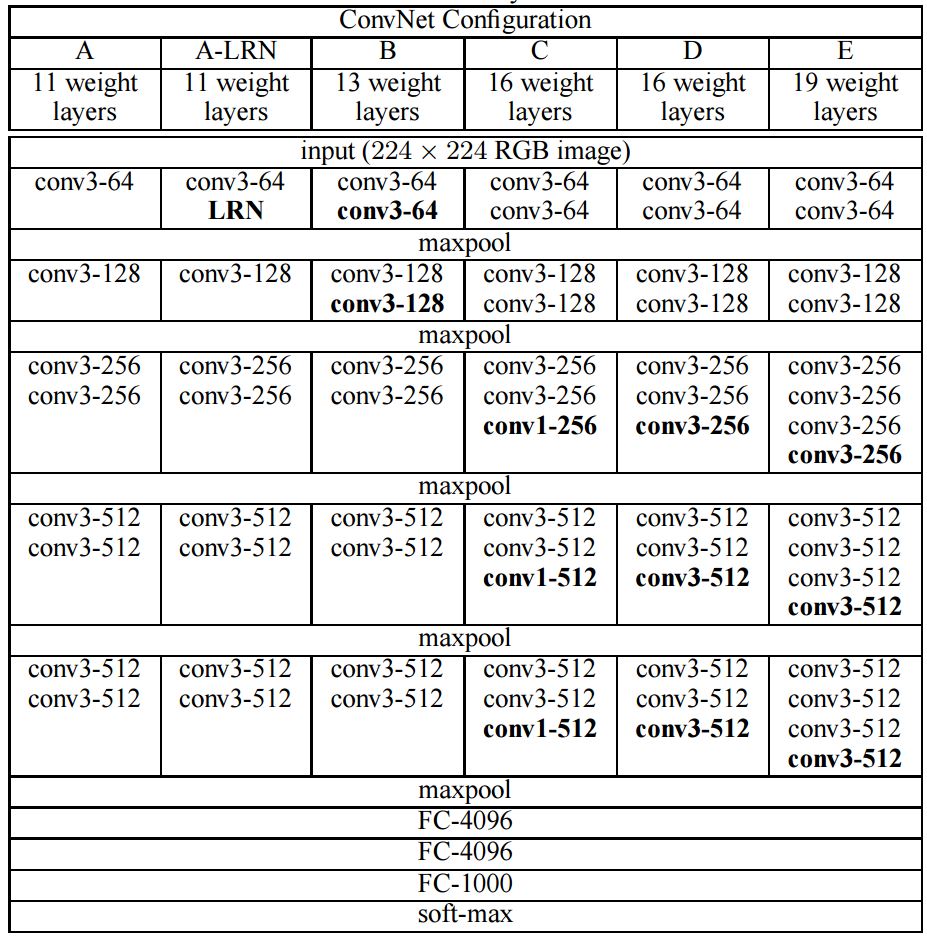 ConvNet Configuration
A A-LRN B C D E
11 weight 11 weight 13 weight 16 weight 16 weight 19 weight
layers layers layers layers layers layers
input (224 × 224 RGB image)
conv3-64 conv3-64 conv3-64 conv3-64 conv3-64 conv3-64
LRN conv3-64 conv3-64 conv3-64 conv3-64
maxpool
conv3-128 conv3-128 conv3-128 conv3-128 conv3-128 conv3-128
conv3-128 conv3-128 conv3-128 conv3-128
maxpool
conv3-256 conv3-256 conv3-256 conv3-256 conv3-256 conv3-256
conv3-256 conv3-256 conv3-256 conv3-256 conv3-256 conv3-256
conv1-256 conv3-256 conv3-256
conv3-256
maxpool
conv3-512 conv3-512 conv3-512 conv3-512 conv3-512 conv3-512
conv3-512 conv3-512 conv3-512 conv3-512 conv3-512 conv3-512
conv1-512 conv3-512 conv3-512
conv3-512
maxpool
conv3-512 conv3-512 conv3-512 conv3-512 conv3-512 conv3-512
conv3-512 conv3-512 conv3-512 conv3-512 conv3-512 conv3-512
conv1-512 conv3-512 conv3-512
conv3-512
maxpool
FC-4096
FC-4096
FC-1000
soft-max